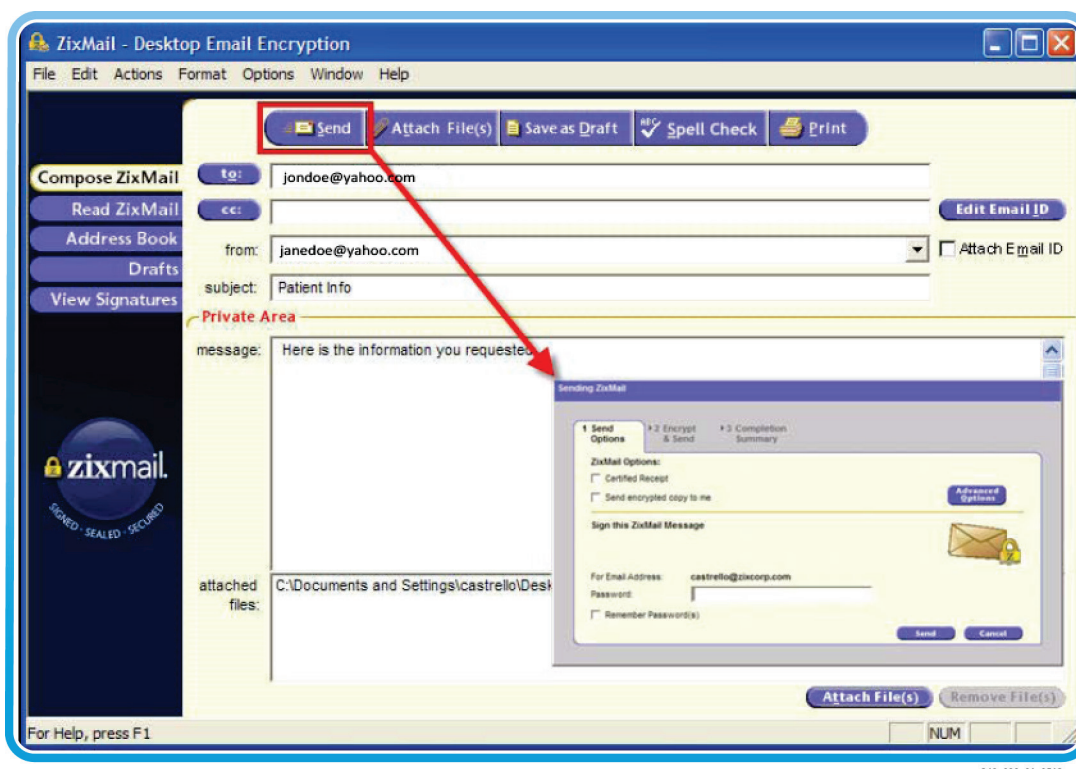 ZixMail - Desktop Email Encryption
File Edit Actions Format Options Window Help
Send Attach File(s) Save as Draft ABC Spell Check Print
Compose ZixMail
Read ZixMail
Address Book
Drafts
View Signatures
to: jondoe@yahoo.com
cc: Edit Email ID
from: janedoe@yahoo.com Attach Email ID
subject: Patient Info
Private Area
message: Here is the information you requested
Sending ZixMail
1 Send Options
2 Encrypt & Send
3 Completion Summary
ZixMail Options:
Certified Receipt
Send encrypted copy to me
Advanced Options
Sign this ZixMail Message
For Email Address: castrello@zixcorp.com
Password:
Remember Password(s)
Send Cancel
zixmail.
SIGNED - SEALED - SECURED
attached files: C:\Documents and Settings\castrello\Desk
Attach File(s) Remove File(s)
For Help, press F1 NUM